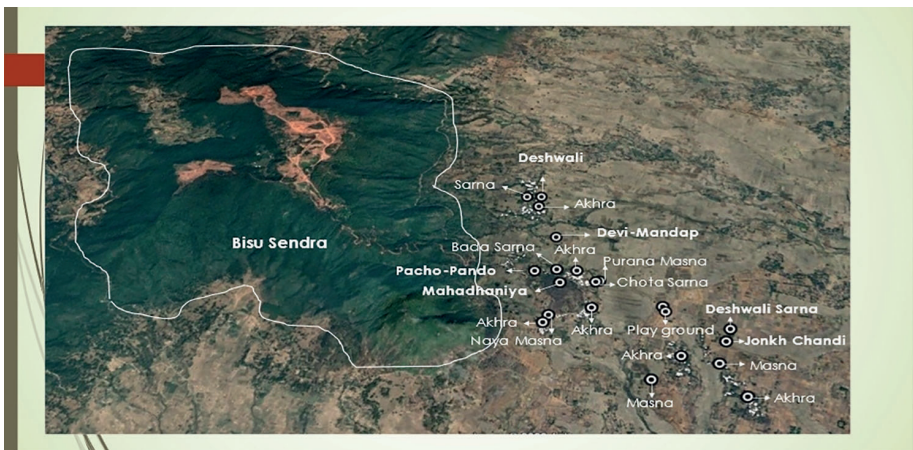 Deshwali
Sarna
Akhra
Devi-Mandap
Bisu Sendra
Bada Sarna
Akhra
Purana Masna
Pacho-Pando
Chota Sarna
Mahadhaniya
Deshwali Sarna
Akhra
Akhra
Play ground
Naya Masna
Jonkh Chandi
Akhra
Masna
Masna
Akhra